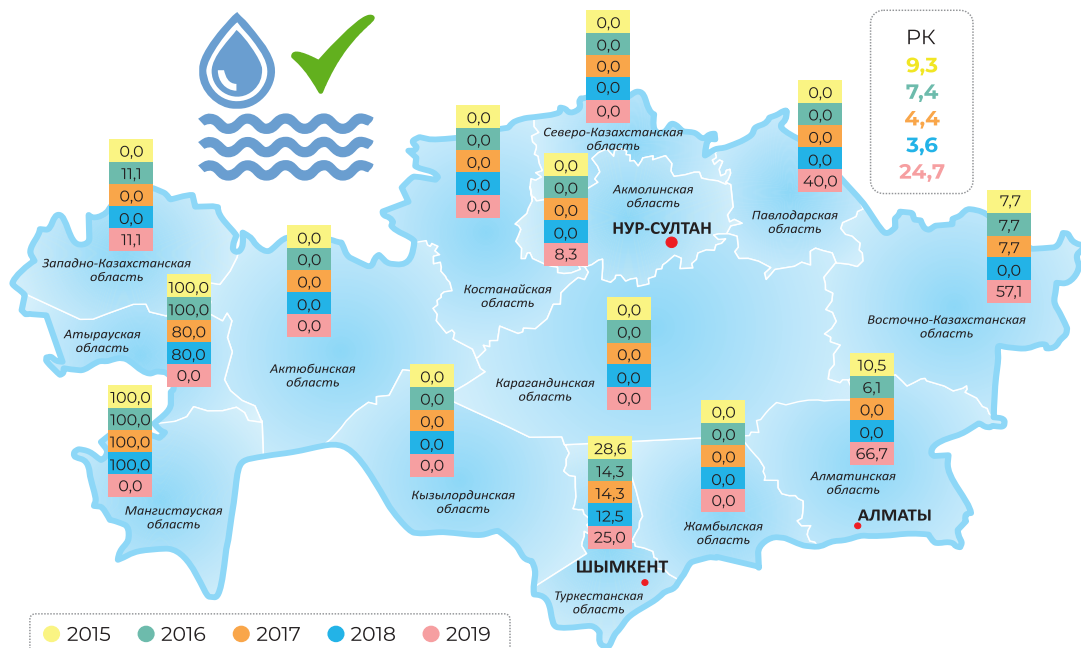 РК
9,3
7,4
4,4
3,6
24,7
0,0
0,0
0,0
0,0
0,0
Северо-Казахстанская
область
0,0
0,0
0,0
0,0
0,0
Костанайская
область
0,0
0,0
0,0
0,0
8,3
Акмолинская
область
НУР-СУЛТАН
0,0
0,0
0,0
0,0
40,0
Павлодарская
область
0,0
11,1
0,0
0,0
11,1
Западно-Казахстанская
область
7,7
7,7
7,7
0,0
57,1
Восточно-Казахстанская
область
100,0
100,0
80,0
80,0
0,0
Атырауская
область
0,0
0,0
0,0
0,0
0,0
Актюбинская
область
0,0
0,0
0,0
0,0
0,0
Карагандинская
область
100,0
100,0
100,0
100,0
0,0
Мангистауская
область
0,0
0,0
0,0
0,0
0,0
Кызылординская
область
28,6
14,3
14,3
12,5
25,0
ШЫМКЕНТ
Туркестанская
область
0,0
0,0
0,0
0,0
0,0
Жамбылская
область
10,5
6,1
0,0
0,0
66,7
Алматинская
область
АЛМАТЫ
2015 2016 2017 2018 2019